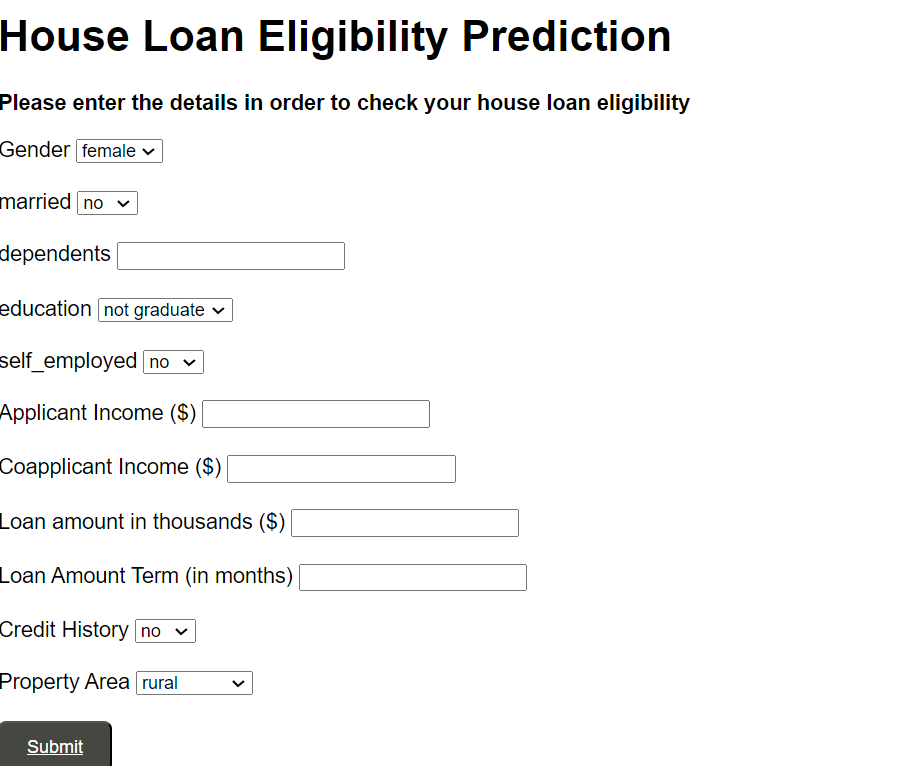 House Loan Eligibility Prediction
Please enter the details in order to check your house loan eligibility
Gender female
married no
dependents
education not graduate
self_employed no
Applicant Income ($)
Coapplicant Income ($)
Loan amount in thousands ($)
Loan Amount Term (in months)
Credit History no
Property Area rural
Submit